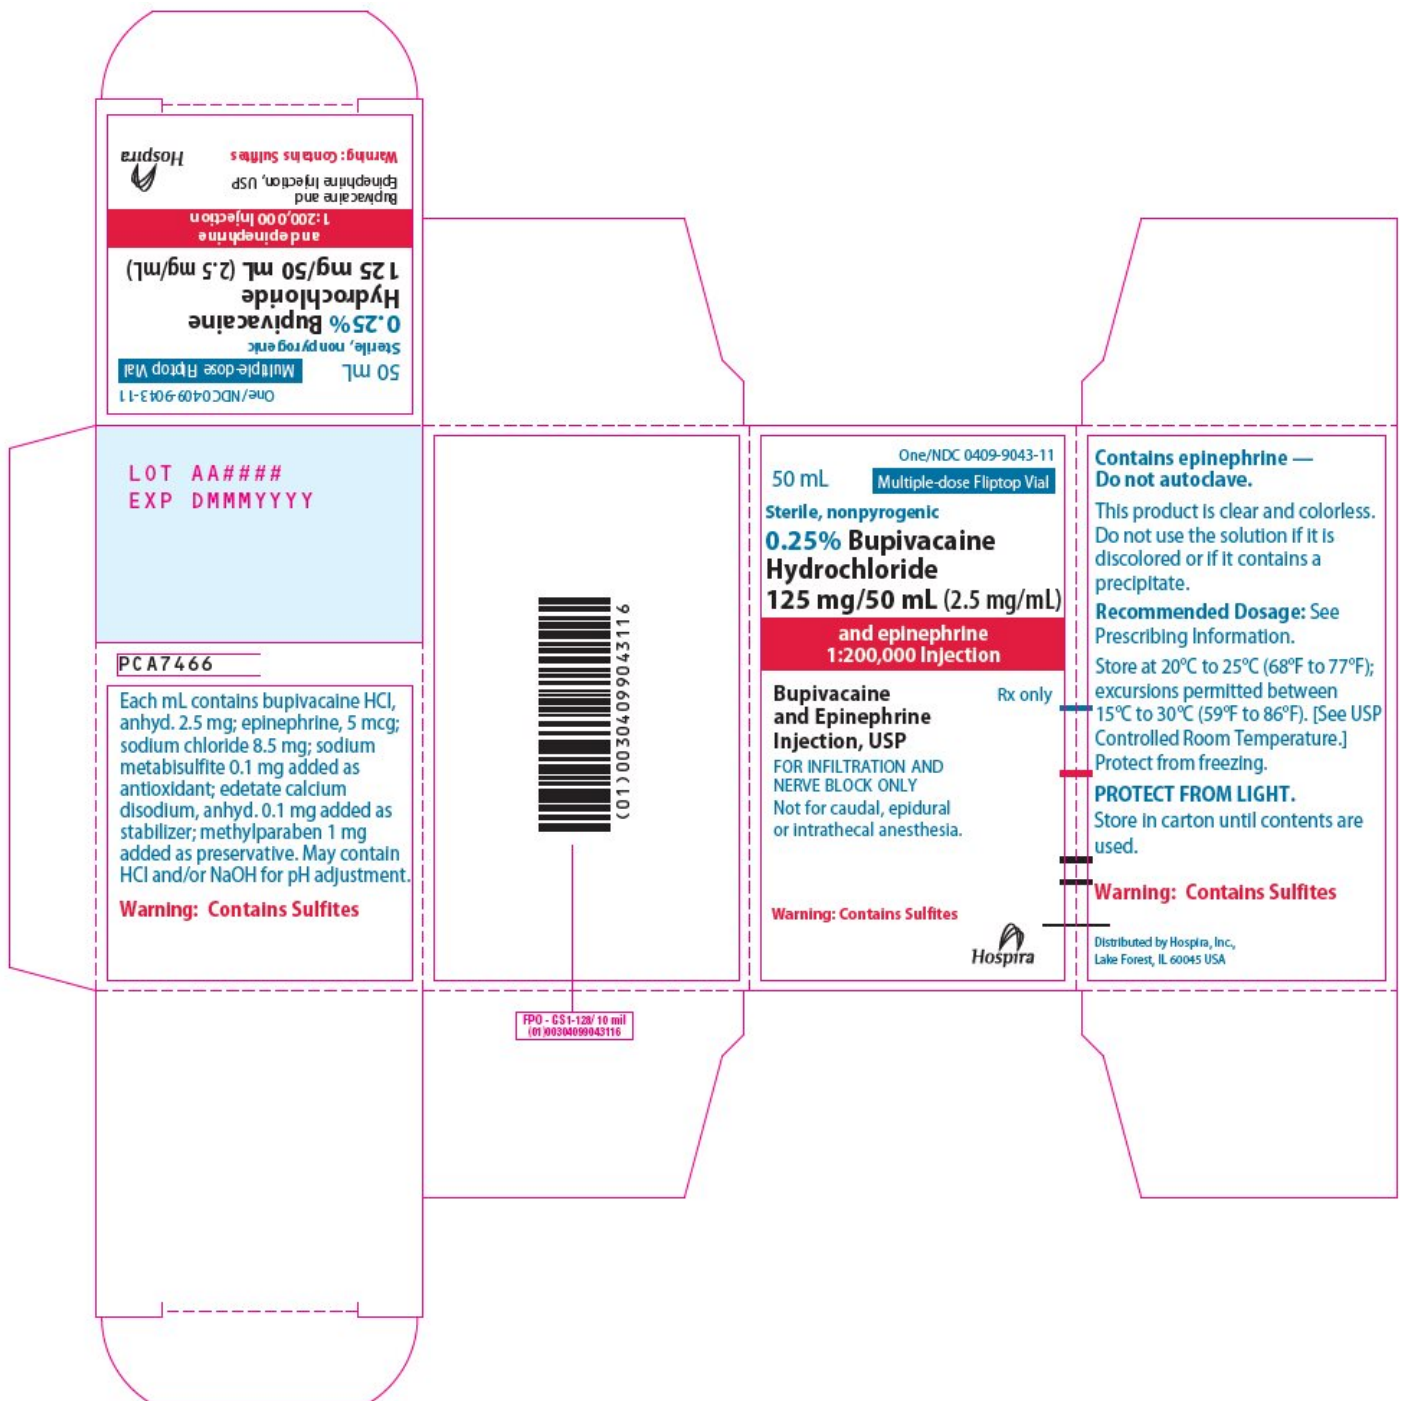 Hospira
Warning: Contains Sulfites
Bupivacaine and
Epinephrine Injection, USP
and epinephrine
1:200,000 Injection
125 mg/50 mL (2.5 mg/mL)
Hydrochloride
0.25% Bupivacaine
Sterile, nonpyrogenic
50 mL
Multiple-dose Fliptop Vial
One/NDC 0409-9043-11
LOT AA####
EXP DMMMYYYY
PCA7466
Each mL contains bupivacaine HCl,
anhyd. 2.5 mg; epinephrine, 5 mcg;
sodium chloride 8.5 mg; sodium
metabisulfite 0.1 mg added as
antioxidant; edetate calcium
disodium, anhyd. 0.1 mg added as
stabilizer; methylparaben 1 mg
added as preservative. May contain
HCl and/or NaOH for pH adjustment.
Warning: Contains Sulfites
(01)00304099043116
FPO - GS1-128/ 10 mil
(01)00304099043116
One/NDC 0409-9043-11
50 mL
Multiple-dose Fliptop Vial
Sterile, nonpyrogenic
0.25% Bupivacaine
Hydrochloride
125 mg/50 mL (2.5 mg/mL)
and epinephrine
1:200,000 Injection
Bupivacaine
and Epinephrine
Injection, USP
Rx only
FOR INFILTRATION AND
NERVE BLOCK ONLY
Not for caudal, epidural
or intrathecal anesthesia.
Warning: Contains Sulfites
Hospira
Contains epinephrine —
Do not autoclave.
This product is clear and colorless.
Do not use the solution if it is
discolored or if it contains a
precipitate.
Recommended Dosage: See
Prescribing Information.
Store at 20°C to 25°C (68°F to 77°F);
excursions permitted between
15°C to 30°C (59°F to 86°F). [See USP
Controlled Room Temperature.]
Protect from freezing.
PROTECT FROM LIGHT.
Store in carton until contents are
used.
Warning: Contains Sulfites
Distributed by Hospira, Inc.,
Lake Forest, IL 60045 USA